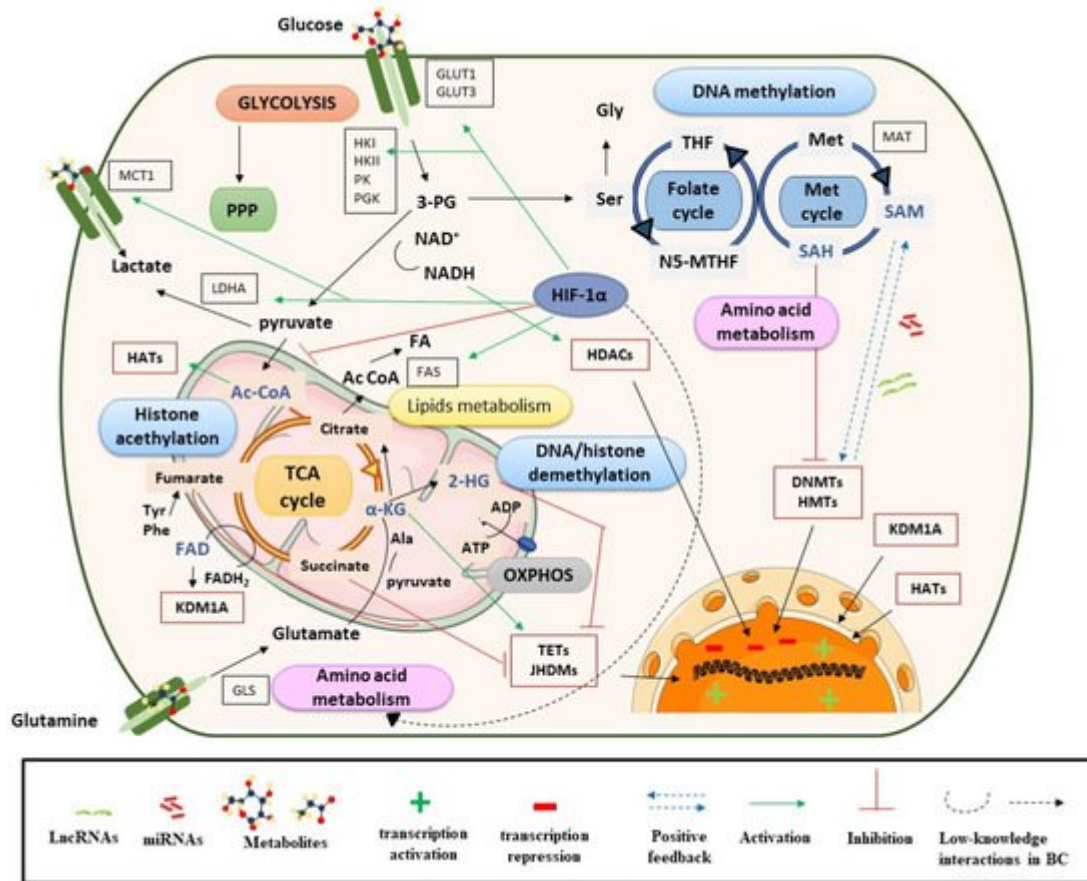 Glucose
GLUT1
GLUT3
GLYCOLYSIS
DNA methylation
Gly
THF
Met
MAT
HKI
HKII
PK
PGK
MCT1
PPP
3-PG
Ser
Folate
cycle
Met
cycle
SAM
NAD⁺
N5-MTHF
SAH
Lactate
NADH
LDHA
HIF-1α
pyruvate
Amino acid
metabolism
FA
HATs
HDACs
Ac CoA
FAS
Ac-CoA
Lipids metabolism
Histone
acethylation
Citrate
DNA/histone
demethylation
TCA
cycle
Fumarate
2-HG
DNMTs
HMTs
α-KG
ADP
Tyr
Phe
Ala
ATP
KDM1A
FAD
Succinate
pyruvate
OXPHOS
FADH₂
HATs
KDM1A
Glutamate
TETs
JHDMs
GLS
Amino acid
metabolism
Glutamine
LncRNAs
miRNAs
Metabolites
transcription
activation
transcription
repression
Positive
feedback
Activation
Inhibition
Low-knowledge
interactions in BC